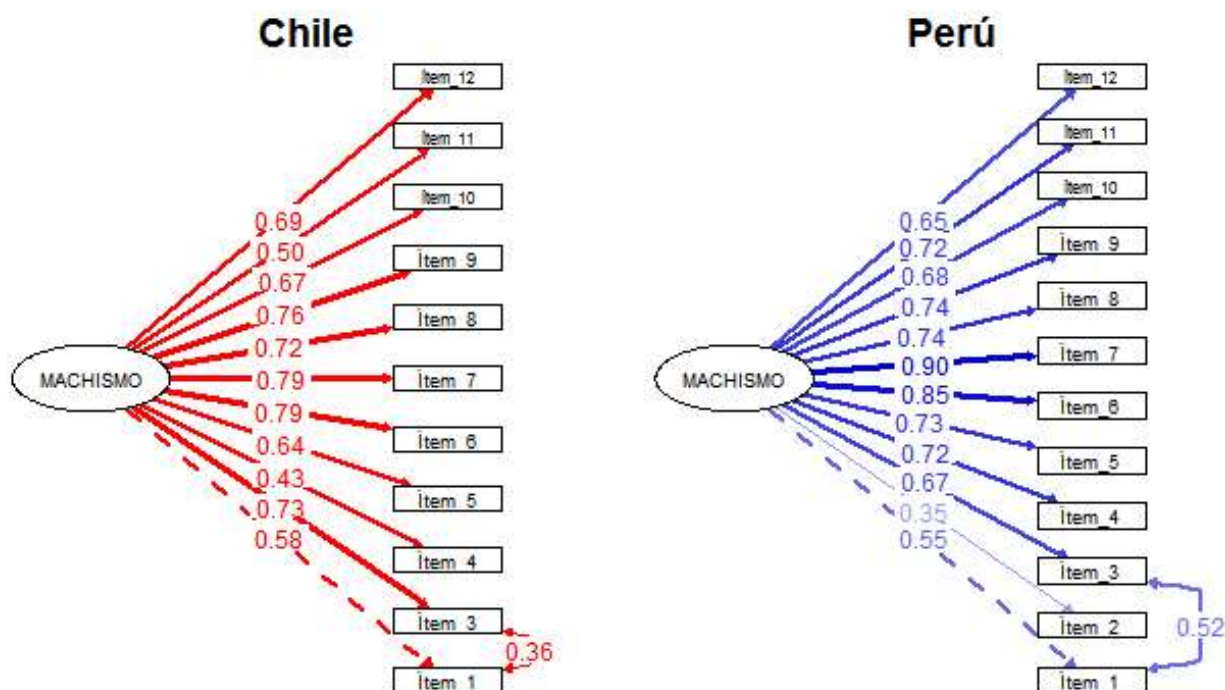 Chile
Ítem_12
Ítem_11
Ítem_10
Ítem_9
Ítem_8
Ítem_7
Ítem_6
Ítem_5
Ítem_4
Ítem_3
Ítem_1
MACHISMO
0.69
0.50
0.67
0.76
0.72
0.79
0.79
0.64
0.43
0.73
0.58
0.36
Perú
Ítem_12
Ítem_11
Ítem_10
Ítem_9
Ítem_8
Ítem_7
Ítem_6
Ítem_5
Ítem_4
Ítem_3
Ítem_2
Ítem_1
MACHISMO
0.65
0.72
0.68
0.74
0.74
0.90
0.85
0.73
0.72
0.67
0.35
0.55
0.52